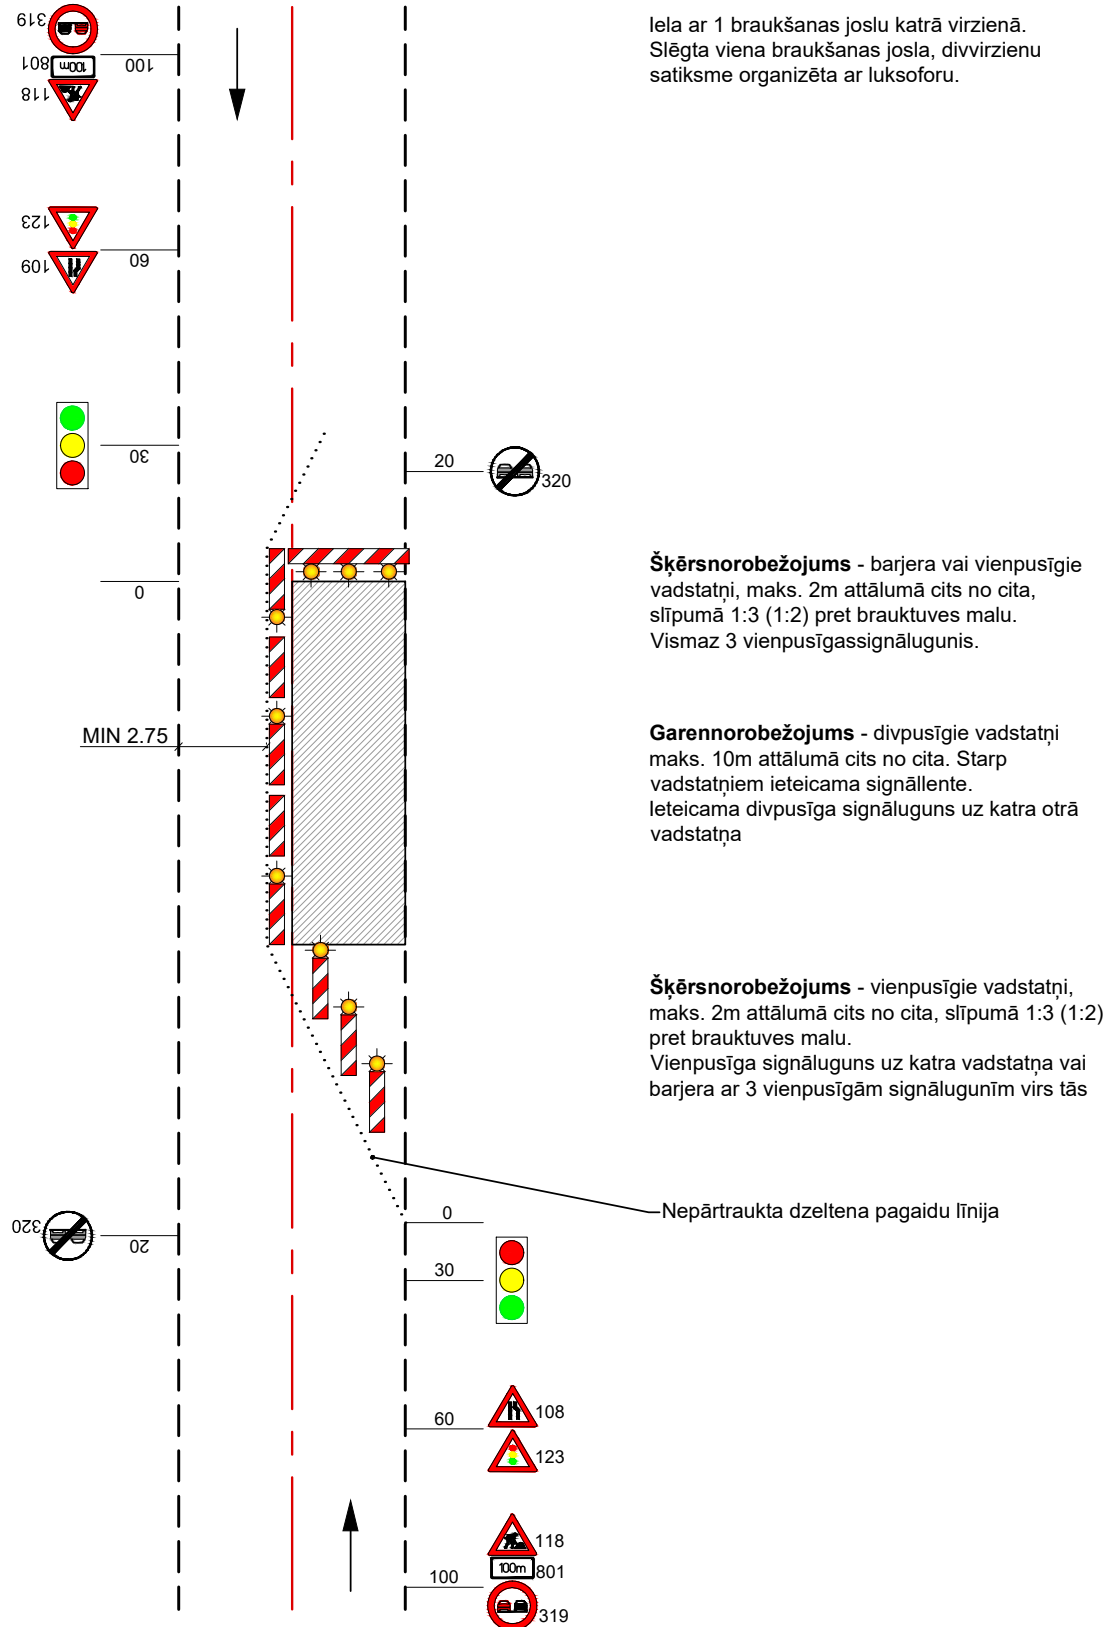 Iela ar 1 braukšanas joslu katrā virzienā.
Slēgta viena braukšanas josla, divvirzienu
satiksme organizēta ar luksoforu.
319
801
100m
118
100
123
109
60
30
20
320
0
Šķērsnorobežojums - barjera vai vienpusīgie
vadstatņi, maks. 2m attālumā cits no cita,
slīpumā 1:3 (1:2) pret brauktuves malu.
Vismaz 3 vienpusīgassignālugunis.
MIN 2.75
Garennorobežojums - divpusīgie vadstatņi
maks. 10m attālumā cits no cita. Starp
vadstatņiem ieteicama signāllente.
Ieteicama divpusīga signāluguns uz katra otrā
vadstatņa
Šķērsnorobežojums - vienpusīgie vadstatņi,
maks. 2m attālumā cits no cita, slīpumā 1:3 (1:2)
pret brauktuves malu.
Vienpusīga signāluguns uz katra vadstatņa vai
barjera ar 3 vienpusīgām signālugunīm virs tās
Nepārtraukta dzeltena pagaidu līnija
320
20
0
30
60
108
123
118
100m
801
100
319